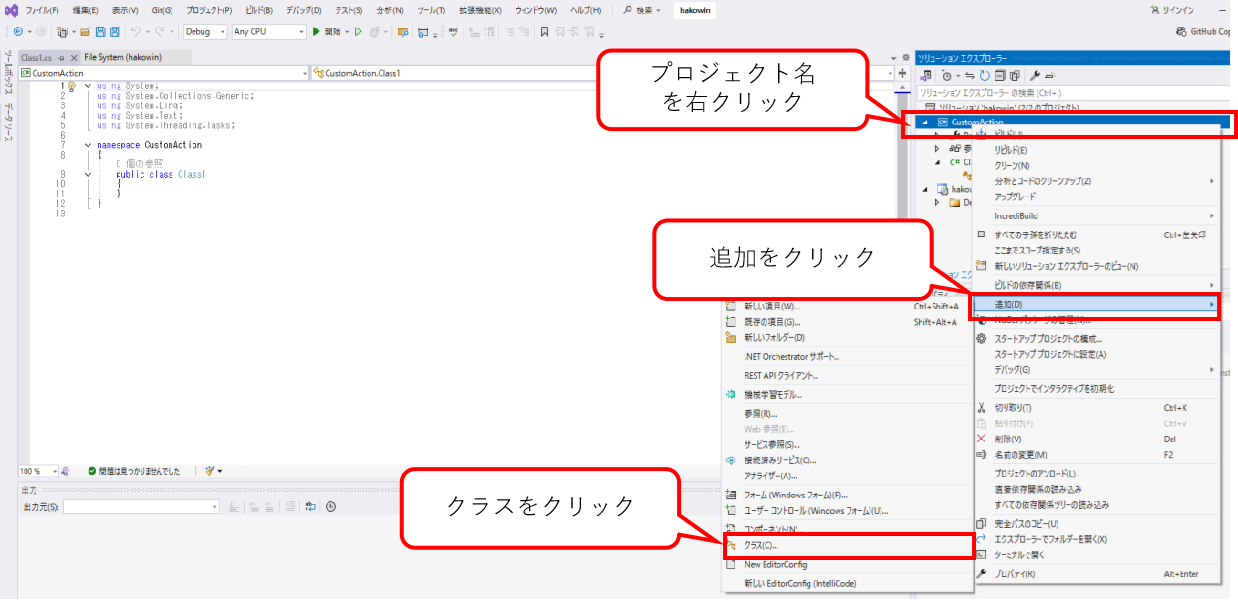 ファイル(F) 編集(E) 表示(V) Git(G) プロジェクト(P) ビルド(B) デバッグ(D) テスト(S) 分析(N) ツール(T) 拡張機能(X) ウィンドウ(W) ヘルプ(H) 検索 hakowin サインイン
Debug Any CPU 開始 GitHub Cop
ツールボックス
データソース
Class1.cs File System (hakowin)
CustomAction CustomAction.Class1
1 using System;
2 using System.Collections.Generic;
3 using System.Linq;
4 using System.Text;
5 using System.Threading.Tasks;
6
7 namespace CustomAction
8 {
0 個の参照
9 public class Class1
10 {
11 }
12 }
13
100 % 問題は見つかりませんでした
出力
出力元(S):
ソリューション エクスプローラー
ソリューション エクスプローラー の検索 (Ctrl+:)
ソリューション 'hakowin' (2/2 のプロジェクト)
CustomAction
プロジェクト名
を右クリック
追加をクリック
クラスをクリック
ビルド(U)
リビルド(E)
クリーン(N)
分析とコードのクリーンアップ(Z)
アップグレード
IncrediBuild
すべての子孫を折りたたむ Ctrl+左矢印
ここまでスコープ指定する(S)
新しいソリューション エクスプローラーのビュー(N)
ビルドの依存関係(E)
追加(D)
NuGet パッケージの管理(N)...
スタートアップ プロジェクトの構成...
スタートアップ プロジェクトに設定(A)
デバッグ(G)
プロジェクトでインタラクティブを初期化
切り取り(T) Ctrl+X
貼り付け(P) Ctrl+V
削除(V) Del
名前の変更(M) F2
プロジェクトのアンロード(L)
直接依存関係の読み込み
すべての依存関係ツリーの読み込み
完全パスのコピー(U)
エクスプローラーでフォルダーを開く(X)
ターミナルで開く
プロパティ(R) Alt+Enter
新しい項目(W)... Ctrl+Shift+A
既存の項目(G)... Shift+Alt+A
新しいフォルダー(D)
.NET Orchestrator サポート...
REST API クライアント...
機械学習モデル...
参照(R)...
Web 参照(E)...
サービス参照(S)...
接続済みサービス(C)...
アナライザー(A)...
フォーム (Windows フォーム)(F)...
ユーザー コントロール (Windows フォーム)(U)...
コンポーネント(N)...
クラス(C)...
New EditorConfig
新しい EditorConfig (IntelliCode)